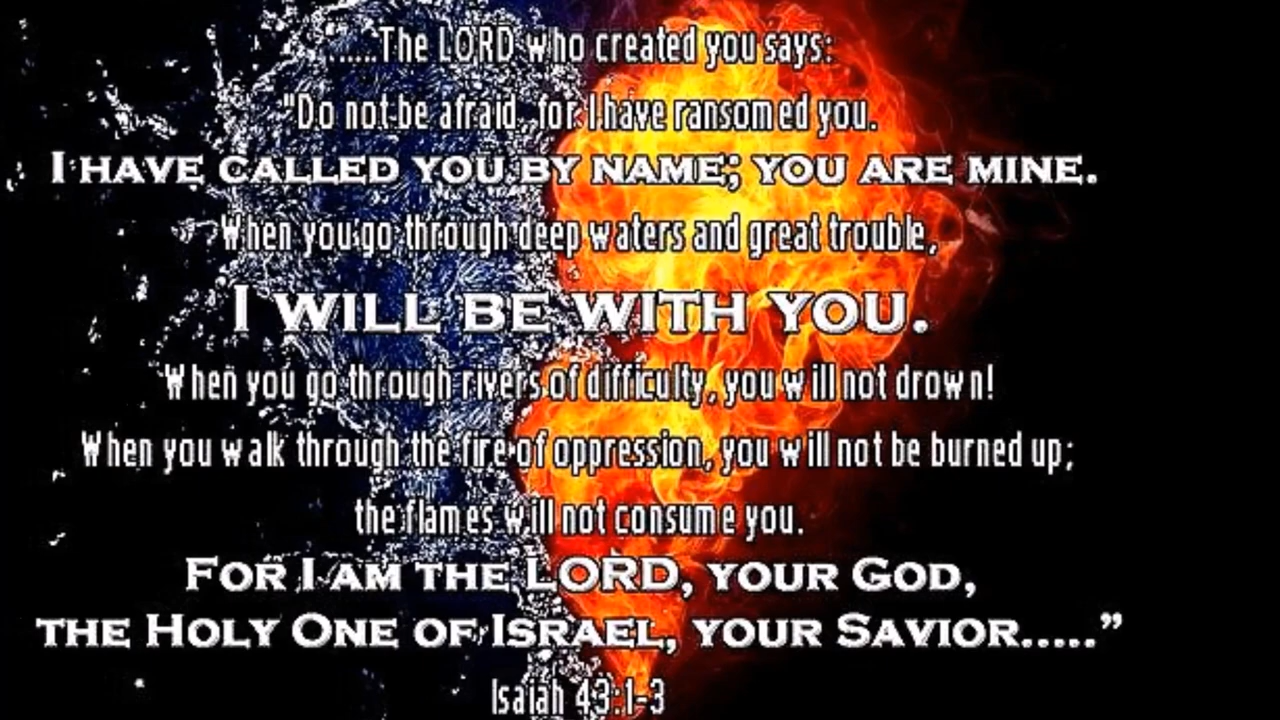 ......The LORD who created you says:
"Do not be afraid, for I have ransomed you.
I HAVE CALLED YOU BY NAME; YOU ARE MINE.
When you go through deep waters and great trouble,
I WILL BE WITH YOU.
When you go through rivers of difficulty, you will not drown!
When you walk through the fire of oppression, you will not be burned up;
the flames will not consume you.
FOR I AM THE LORD, YOUR GOD,
THE HOLY ONE OF ISRAEL, YOUR SAVIOR.....”
Isaiah 43:1-3